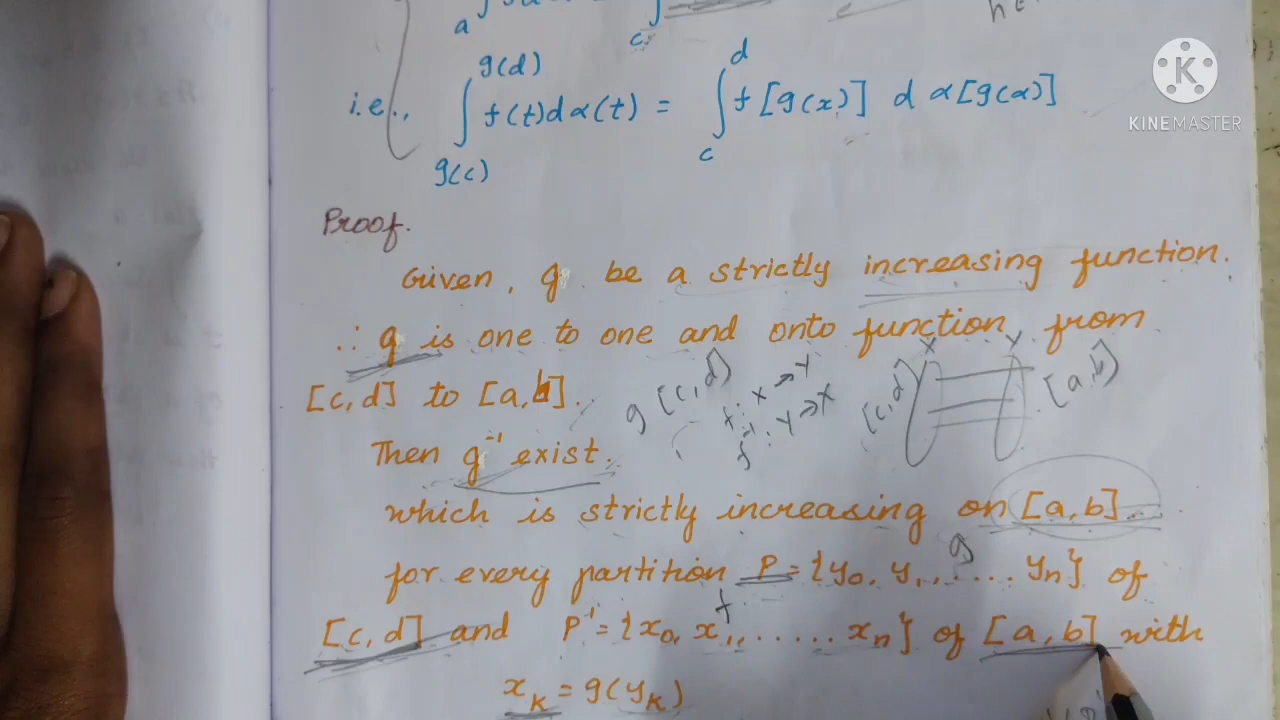 a
c
g(d) d
i.e., ∫ f(t)dα(t) = ∫ f[g(x)] d α[g(α)]
g(c) c
KINEMASTER
Proof.
Given, g be a strictly increasing function.
∴ g is one to one and onto function from
[c,d] to [a,b].
g [c,d]
f: X→Y
f⁻¹: Y→X
X Y
[c,d] [a,b]
Then g⁻¹ exist.
which is strictly increasing on [a,b]
g
for every partition P={y₀, y₁, ...... yₙ} of
f
[c,d] and P¹={x₀, x₁, ...... xₙ} of [a,b] with
xₖ = g(yₖ)